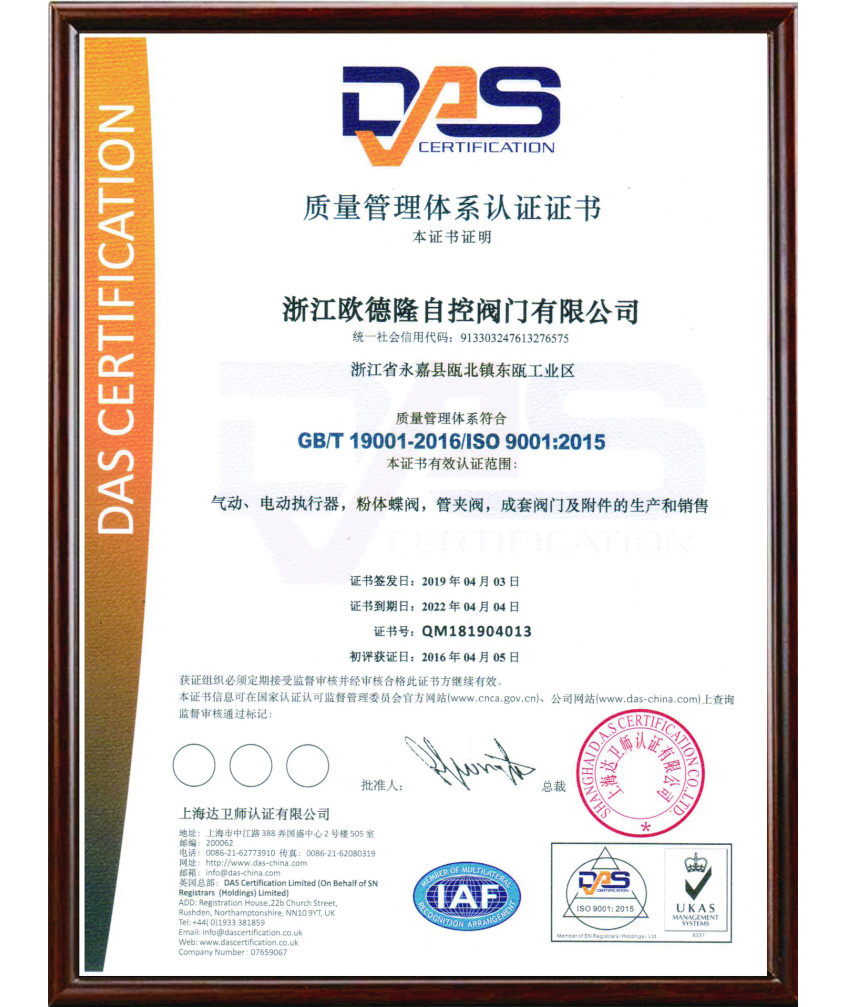 DAS CERTIFICATION
DAS
CERTIFICATION
质量管理体系认证证书
本证书证明
浙江欧德隆自控阀门有限公司
统一社会信用代码：913303247613276575
浙江省永嘉县瓯北镇东瓯工业区
质量管理体系符合
GB/T 19001-2016/ISO 9001:2015
本证书有效认证范围：
气动、电动执行器，粉体蝶阀，管夹阀，成套阀门及附件的生产和销售
DAS
CERTIFICATION
证书签发日：2019 年 04 月 03 日
证书到期日：2022 年 04 月 04 日
证书号：QM181904013
初评获证日：2016 年 04 月 05 日
获证组织必须定期接受监督审核并经审核合格此证书方继续有效。
本证书信息可在国家认证认可监督管理委员会官方网站(www.cnca.gov.cn)、公司网站(www.das-china.com)上查询
监督审核通过标记：
批准人：
总裁
SHANGHAI D.A.S CERTIFICATION CO.,LTD.
上海达卫师认证有限公司
上海达卫师认证有限公司
地址：上海市中江路 388 弄国盛中心 2 号楼 505 室
邮编：200062
电话：0086-21-62773910 传真：0086-21-62080319
网址：http://www.das-china.com
邮箱：info@das-china.com
英国总部：DAS Certification Limited (On Behalf of SN
Registrars (Holdings) Limited)
ADD: Registration House,22b Church Street,
Rushden, Northamptonshire, NN10 9YT, UK
Tel: +44( 0)1933 381859
Email: info@dascertification.co.uk
Web: www.dascertification.co.uk
Company Number : 07659067
MEMBER OF MULTILATERAL
IAF
RECOGNITION ARRANGEMENT
DAS
CERTIFICATION
ISO 9001: 2015
Member of SN Registrars (Holdings) Ltd
UKAS
MANAGEMENT
SYSTEMS